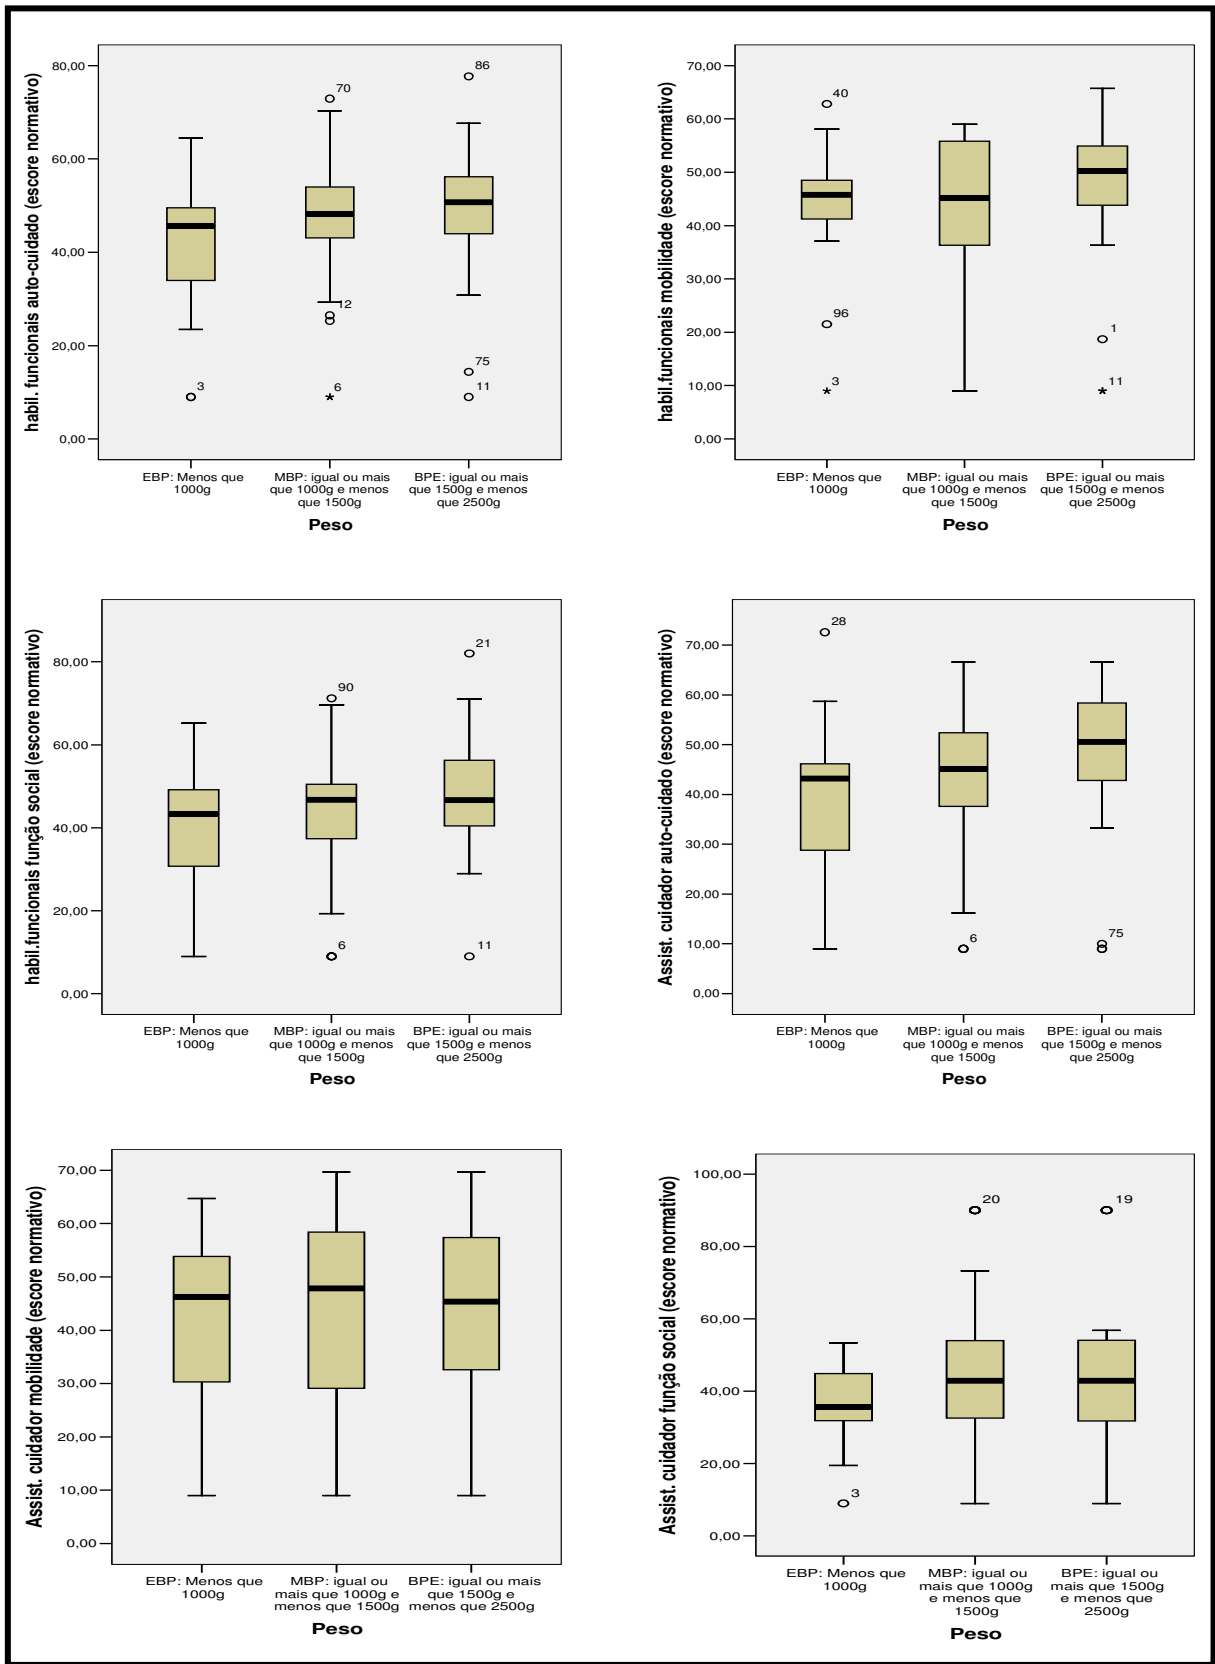 habil. funcionais auto-cuidado (escore normativo)
80,00
60,00
40,00
20,00
0,00
70
86
12
3
6
75
11
EBP: Menos que
1000g
MBP: igual ou mais
que 1000g e menos
que 1500g
BPE: igual ou mais
que 1500g e menos
que 2500g
Peso
habil.funcionais mobilidade (escore normativo)
70,00
60,00
50,00
40,00
30,00
20,00
10,00
0,00
40
96
3
1
11
EBP: Menos que
1000g
MBP: igual ou mais
que 1000g e menos
que 1500g
BPE: igual ou mais
que 1500g e menos
que 2500g
Peso
habil.funcionais função social (escore normativo)
80,00
60,00
40,00
20,00
0,00
90
21
6
11
EBP: Menos que
1000g
MBP: igual ou mais
que 1000g e menos
que 1500g
BPE: igual ou mais
que 1500g e menos
que 2500g
Peso
Assist. cuidador auto-cuidado (escore normativo)
70,00
60,00
50,00
40,00
30,00
20,00
10,00
0,00
28
6
75
EBP: Menos que
1000g
MBP: igual ou mais
que 1000g e menos
que 1500g
BPE: igual ou mais
que 1500g e menos
que 2500g
Peso
Assist. cuidador mobilidade (escore normativo)
70,00
60,00
50,00
40,00
30,00
20,00
10,00
0,00
EBP: Menos que
1000g
MBP: igual ou
mais que 1000g e
menos que 1500g
BPE: igual ou mais
que 1500g e
menos que 2500g
Peso
Assist. cuidador função social (escore normativo)
100,00
80,00
60,00
40,00
20,00
0,00
20
19
3
EBP: Menos que
1000g
MBP: igual ou
mais que 1000g
e menos que
1500g
BPE: igual ou
mais que 1500g
e menos que
2500g
Peso